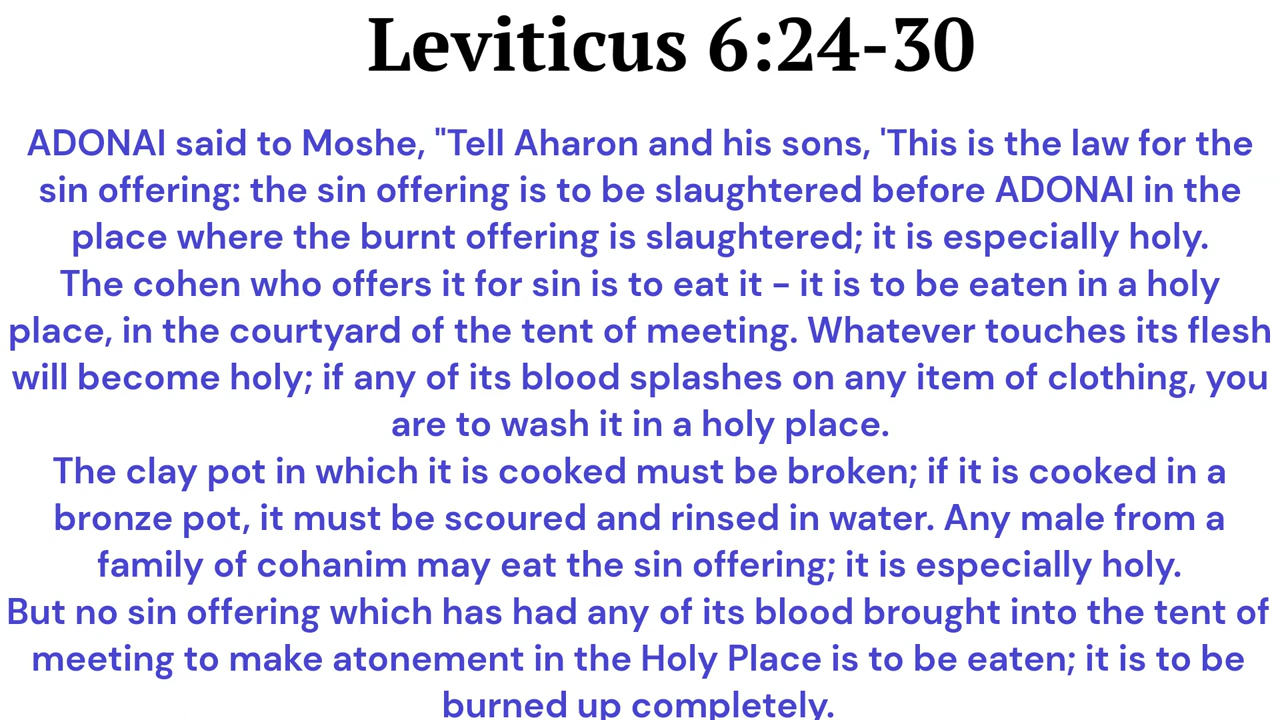 Leviticus 6:24-30
ADONAI said to Moshe, "Tell Aharon and his sons, 'This is the law for the
sin offering: the sin offering is to be slaughtered before ADONAI in the
place where the burnt offering is slaughtered; it is especially holy.
The cohen who offers it for sin is to eat it – it is to be eaten in a holy
place, in the courtyard of the tent of meeting. Whatever touches its flesh
will become holy; if any of its blood splashes on any item of clothing, you
are to wash it in a holy place.
The clay pot in which it is cooked must be broken; if it is cooked in a
bronze pot, it must be scoured and rinsed in water. Any male from a
family of cohanim may eat the sin offering; it is especially holy.
But no sin offering which has had any of its blood brought into the tent of
meeting to make atonement in the Holy Place is to be eaten; it is to be
burned up completely.